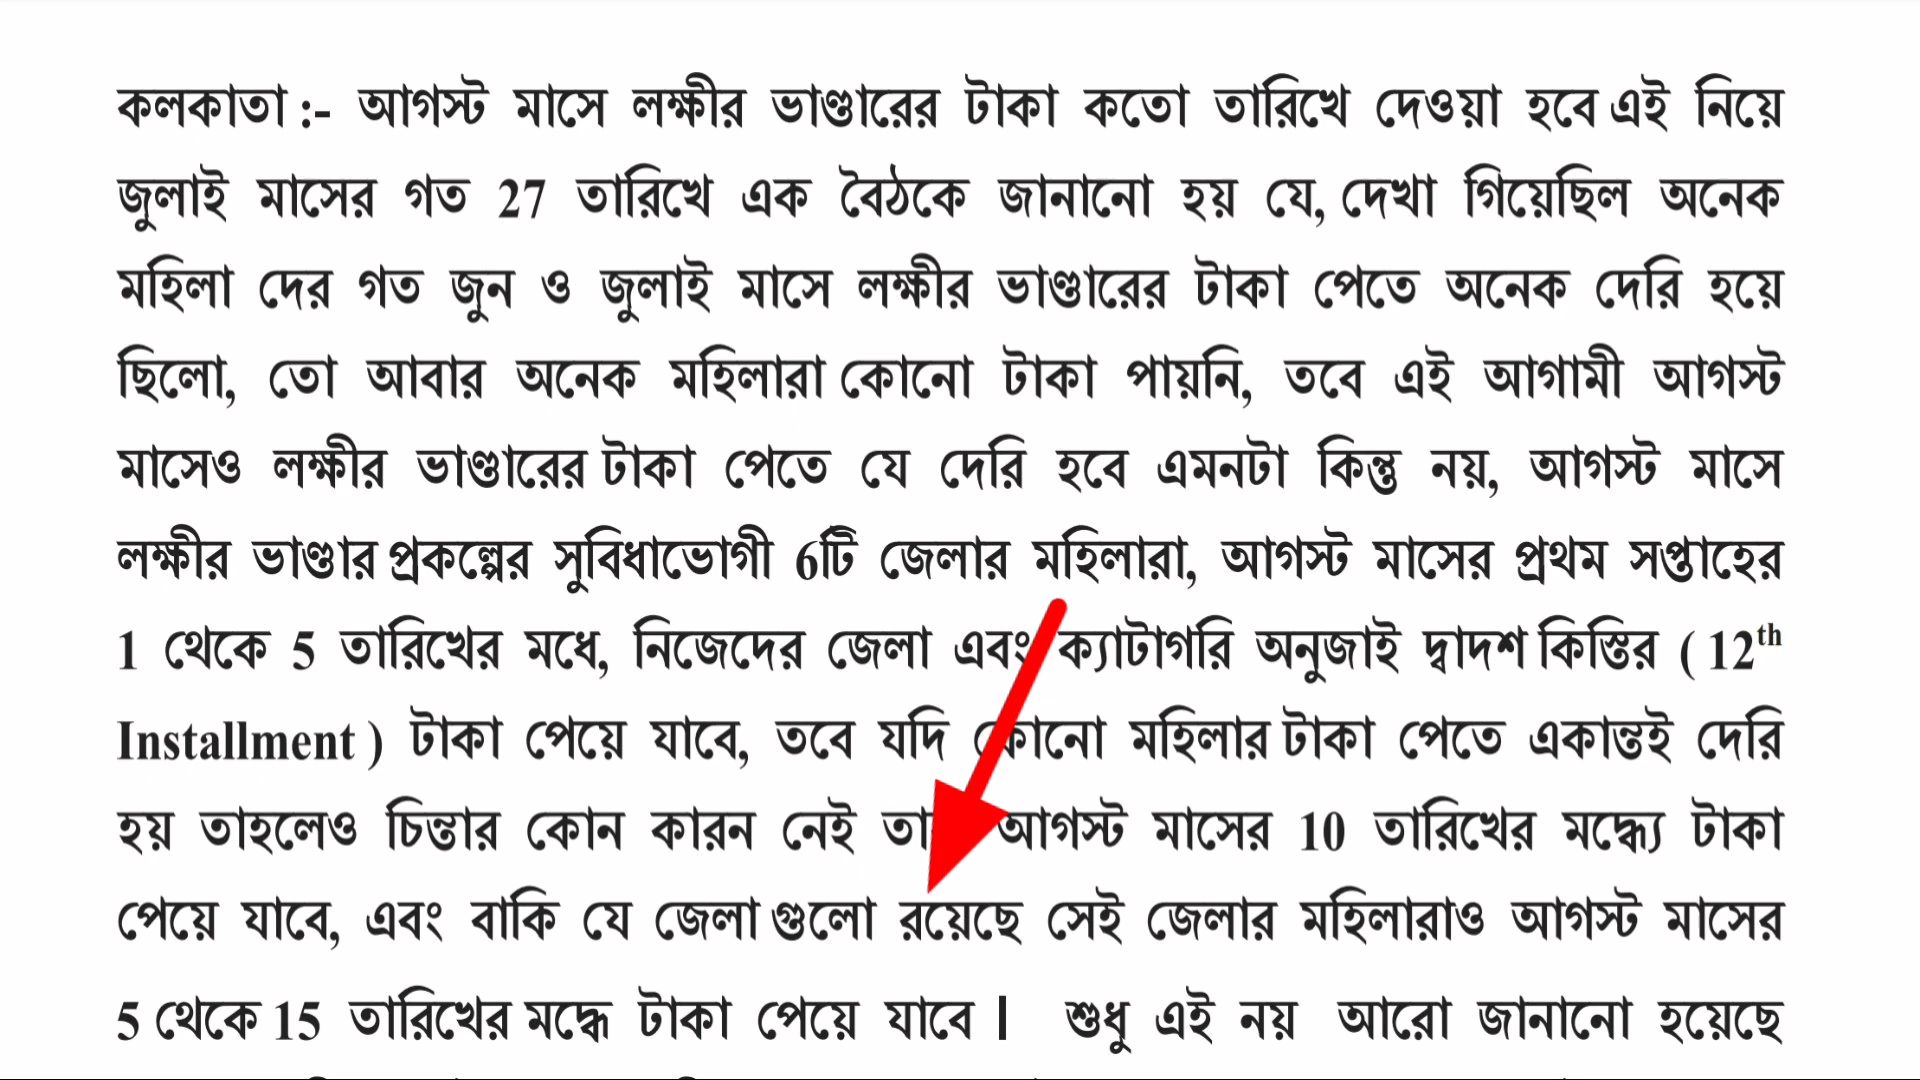 কলকাতা :- আগস্ট মাসে লক্ষীর ভাণ্ডারের টাকা কতো তারিখে দেওয়া হবে এই নিয়ে
জুলাই মাসের গত 27 তারিখে এক বৈঠকে জানানো হয় যে, দেখা গিয়েছিল অনেক
মহিলা দের গত জুন ও জুলাই মাসে লক্ষীর ভাণ্ডারের টাকা পেতে অনেক দেরি হয়ে
ছিলো, তো আবার অনেক মহিলারা কোনো টাকা পায়নি, তবে এই আগামী আগস্ট
মাসেও লক্ষীর ভাণ্ডারের টাকা পেতে যে দেরি হবে এমনটা কিন্তু নয়, আগস্ট মাসে
লক্ষীর ভাণ্ডার প্রকল্পের সুবিধাভোগী 6টি জেলার মহিলারা, আগস্ট মাসের প্রথম সপ্তাহের
1 থেকে 5 তারিখের মধে, নিজেদের জেলা এবং ক্যাটাগরি অনুজাই দ্বাদশ কিস্তির ( 12th
Installment ) টাকা পেয়ে যাবে, তবে যদি কোনো মহিলার টাকা পেতে একান্তই দেরি
হয় তাহলেও চিন্তার কোন কারন নেই আগস্ট মাসের 10 তারিখের মদ্ধ্যে টাকা
পেয়ে যাবে, এবং বাকি যে জেলা গুলো রয়েছে সেই জেলার মহিলারাও আগস্ট মাসের
5 থেকে 15 তারিখের মদ্ধে টাকা পেয়ে যাবে । শুধু এই নয় আরো জানানো হয়েছে